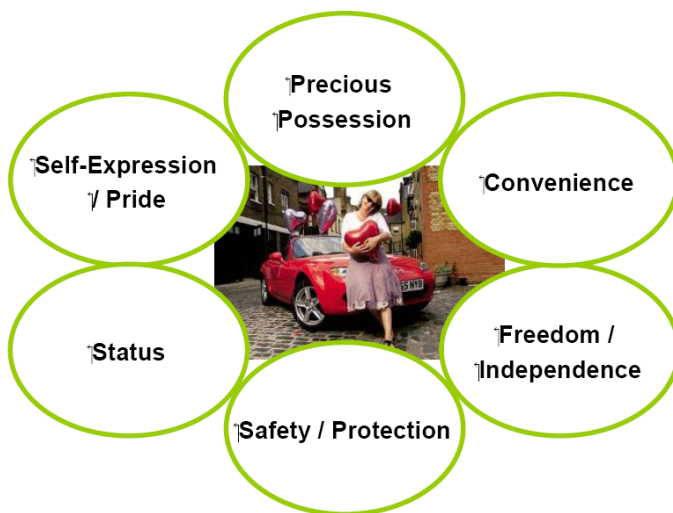 Precious
Possession
Self-Expression
/ Pride
Convenience
Status
Freedom /
Independence
Safety / Protection